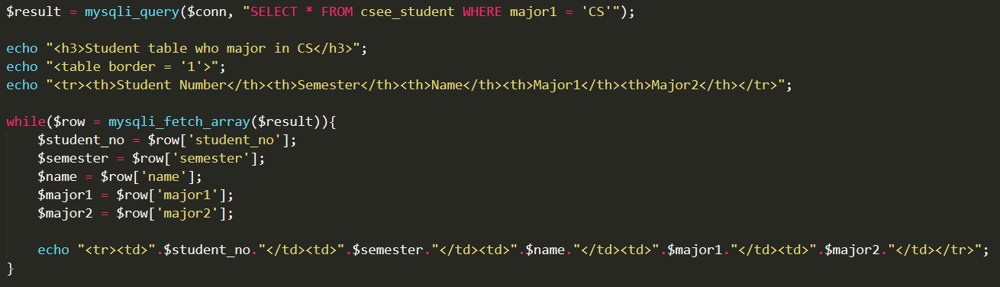 $result = mysqli_query($conn, "SELECT * FROM csee_student WHERE major1 = 'CS'");
echo "<h3>Student table who major in CS</h3>";
echo "<table border = '1'>";
echo "<tr><th>Student Number</th><th>Semester</th><th>Name</th><th>Major1</th><th>Major2</th></tr>";
while($row = mysqli_fetch_array($result)){
    $student_no = $row['student_no'];
    $semester = $row['semester'];
    $name = $row['name'];
    $major1 = $row['major1'];
    $major2 = $row['major2'];
    echo "<tr><td>".$student_no."</td><td>".$semester."</td><td>".$name."</td><td>".$major1."</td><td>".$major2."</td></tr>";
}